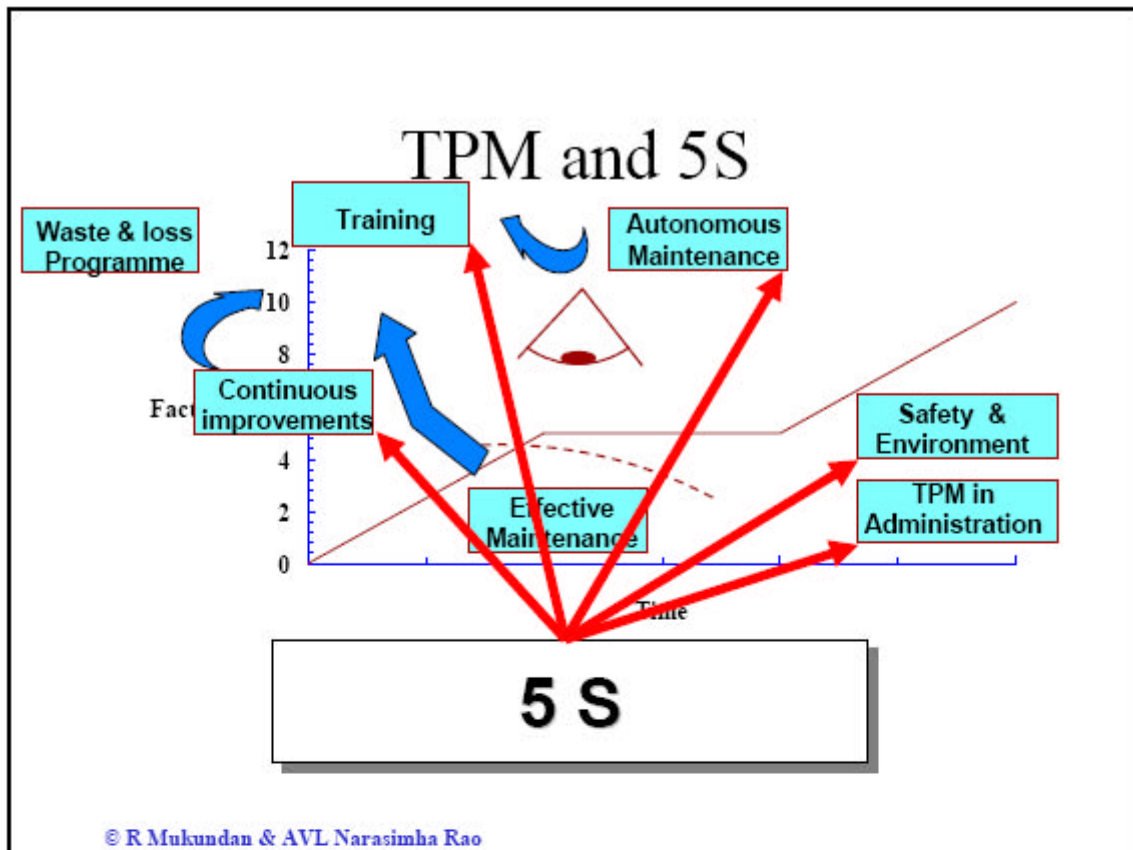 TPM and 5S
Waste & loss
Programme
Training
Autonomous
Maintenance
12
10
8
Continuous
improvements
Safety &
Environment
4
Effective
Maintenance
TPM in
Administration
2
0
Time
5 S
© R Mukundan & AVL Narasimha Rao